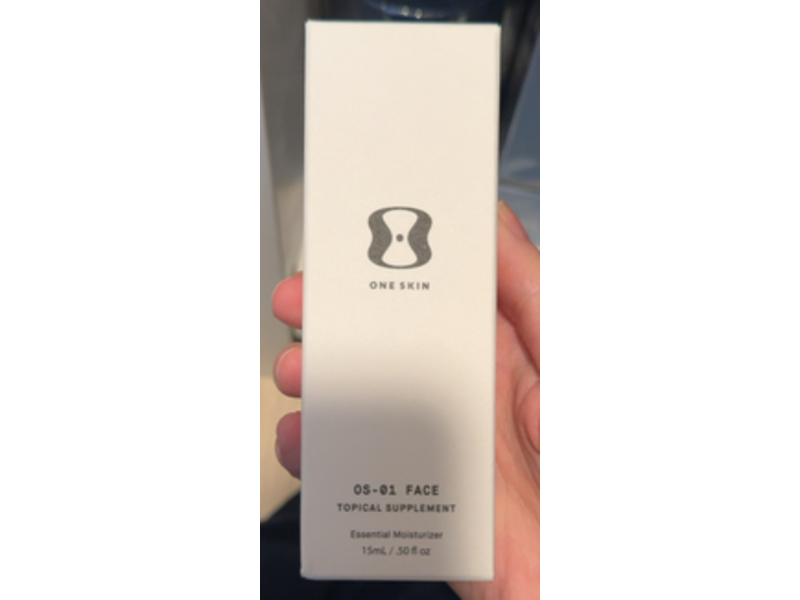 ONE SKIN
OS-01 FACE
TOPICAL SUPPLEMENT
Essential Moisturizer
15mL / .50 fl oz